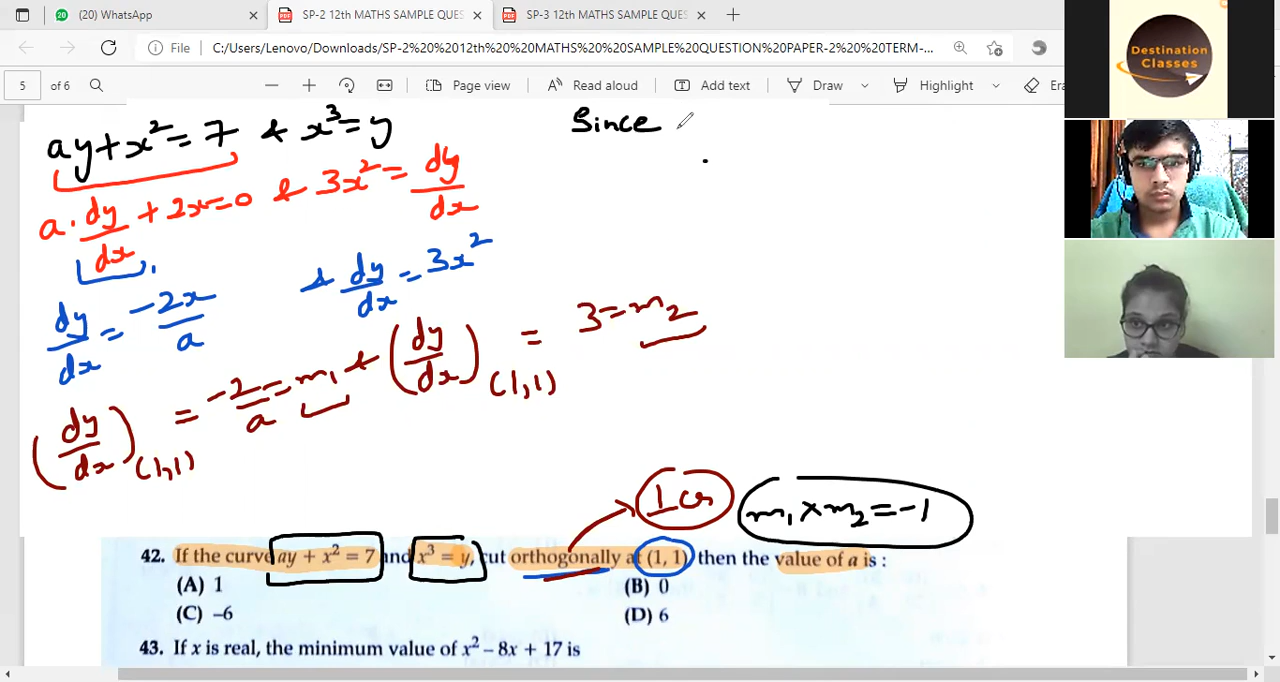 (20) WhatsApp
SP-2 12th MATHS SAMPLE QUES
SP-3 12th MATHS SAMPLE QUES
File
C:/Users/Lenovo/Downloads/SP-2%20%2012th%20%20MATHS%20%20SAMPLE%20QUESTION%20PAPER-2%20%20TERM-...
5 of 6
Page view
Read aloud
Add text
Draw
Highlight
Era
Destination
Classes
ay+x²=7 & x³=y
Since
a·dy/dx + 2x=0 & 3x² = dy/dx
dy/dx = -2x/a & dy/dx = 3x²
(dy/dx)(1,1) = -2/a = m₁ & (dy/dx)(1,1) = 3=m₂
m₁×m₂=-1
42. If the curve ay + x² = 7 and x³ = y, cut orthogonally at (1, 1) then the value of a is :
(A) 1 (B) 0
(C) –6 (D) 6
43. If x is real, the minimum value of x² – 8x + 17 is